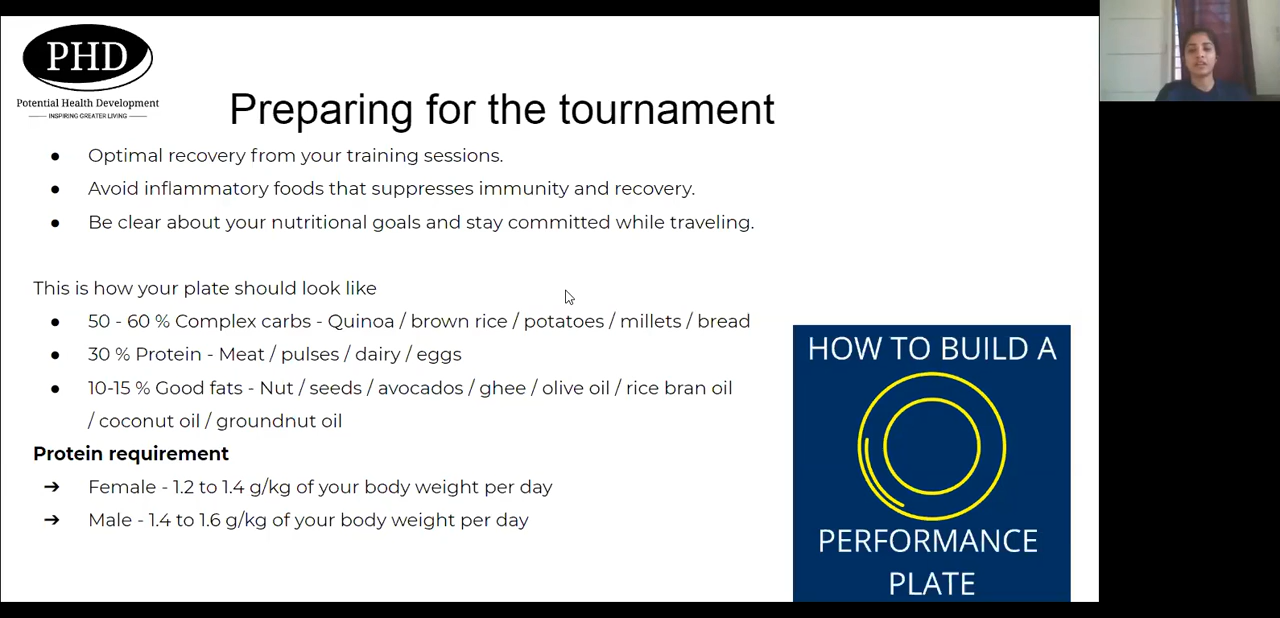 PHD
Potential Health Development
INSPIRING GREATER LIVING
Preparing for the tournament
● Optimal recovery from your training sessions.
● Avoid inflammatory foods that suppresses immunity and recovery.
● Be clear about your nutritional goals and stay committed while traveling.
This is how your plate should look like
● 50 - 60 % Complex carbs - Quinoa / brown rice / potatoes / millets / bread
● 30 % Protein - Meat / pulses / dairy / eggs
● 10-15 % Good fats - Nut / seeds / avocados / ghee / olive oil / rice bran oil
/ coconut oil / groundnut oil
Protein requirement
➔ Female - 1.2 to 1.4 g/kg of your body weight per day
➔ Male - 1.4 to 1.6 g/kg of your body weight per day
HOW TO BUILD A
PERFORMANCE
PLATE